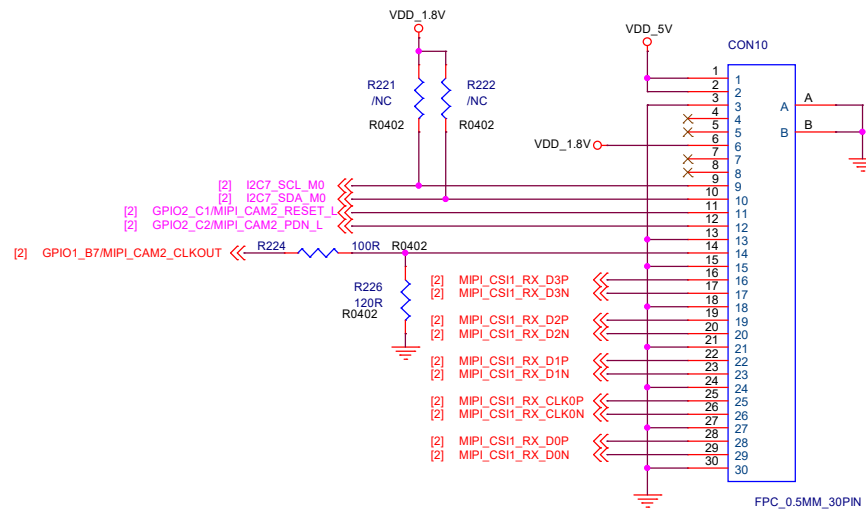 VDD_1.8V
VDD_5V
CON10
R221
/NC
R0402
R222
/NC
R0402
VDD_1.8V
[2] I2C7_SCL_M0
[2] I2C7_SDA_M0
[2] GPIO2_C1/MIPI_CAM2_RESET_L
[2] GPIO2_C2/MIPI_CAM2_PDN_L
[2] GPIO1_B7/MIPI_CAM2_CLKOUT
R224
100R
R0402
R226
120R
R0402
[2] MIPI_CSI1_RX_D3P
[2] MIPI_CSI1_RX_D3N
[2] MIPI_CSI1_RX_D2P
[2] MIPI_CSI1_RX_D2N
[2] MIPI_CSI1_RX_D1P
[2] MIPI_CSI1_RX_D1N
[2] MIPI_CSI1_RX_CLK0P
[2] MIPI_CSI1_RX_CLK0N
[2] MIPI_CSI1_RX_D0P
[2] MIPI_CSI1_RX_D0N
1 1
2 2
3 3
4 4
5 5
6 6
7 7
8 8
9 9
10 10
11 11
12 12
13 13
14 14
15 15
16 16
17 17
18 18
19 19
20 20
21 21
22 22
23 23
24 24
25 25
26 26
27 27
28 28
29 29
30 30
A A
B B
FPC_0.5MM_30PIN